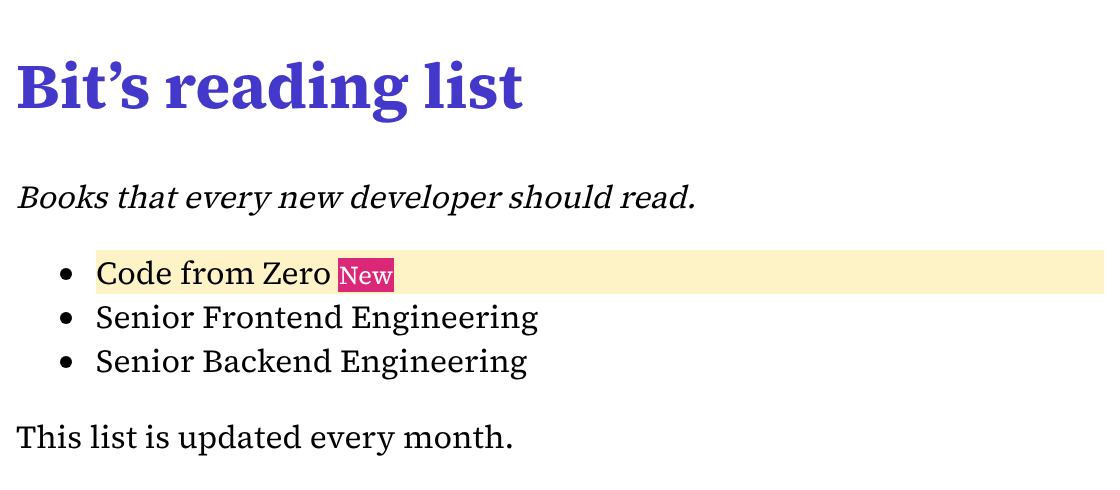 Bit’s reading list
Books that every new developer should read.
Code from Zero New
Senior Frontend Engineering
Senior Backend Engineering
This list is updated every month.